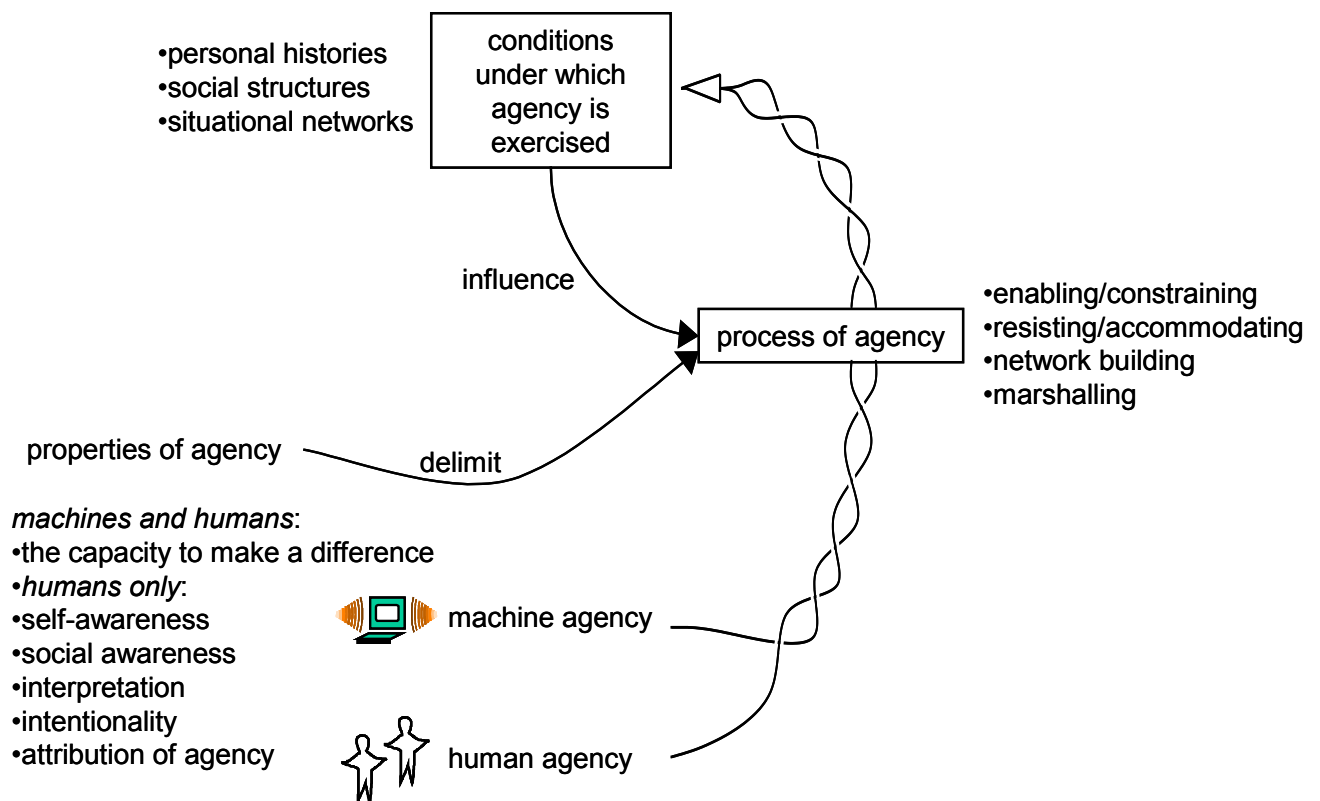 •personal histories
•social structures
•situational networks
conditions
under which
agency is
exercised
influence
process of agency
•enabling/constraining
•resisting/accommodating
•network building
•marshalling
properties of agency
delimit
machines and humans:
•the capacity to make a difference
•humans only:
•self-awareness
•social awareness
•interpretation
•intentionality
•attribution of agency
machine agency
human agency